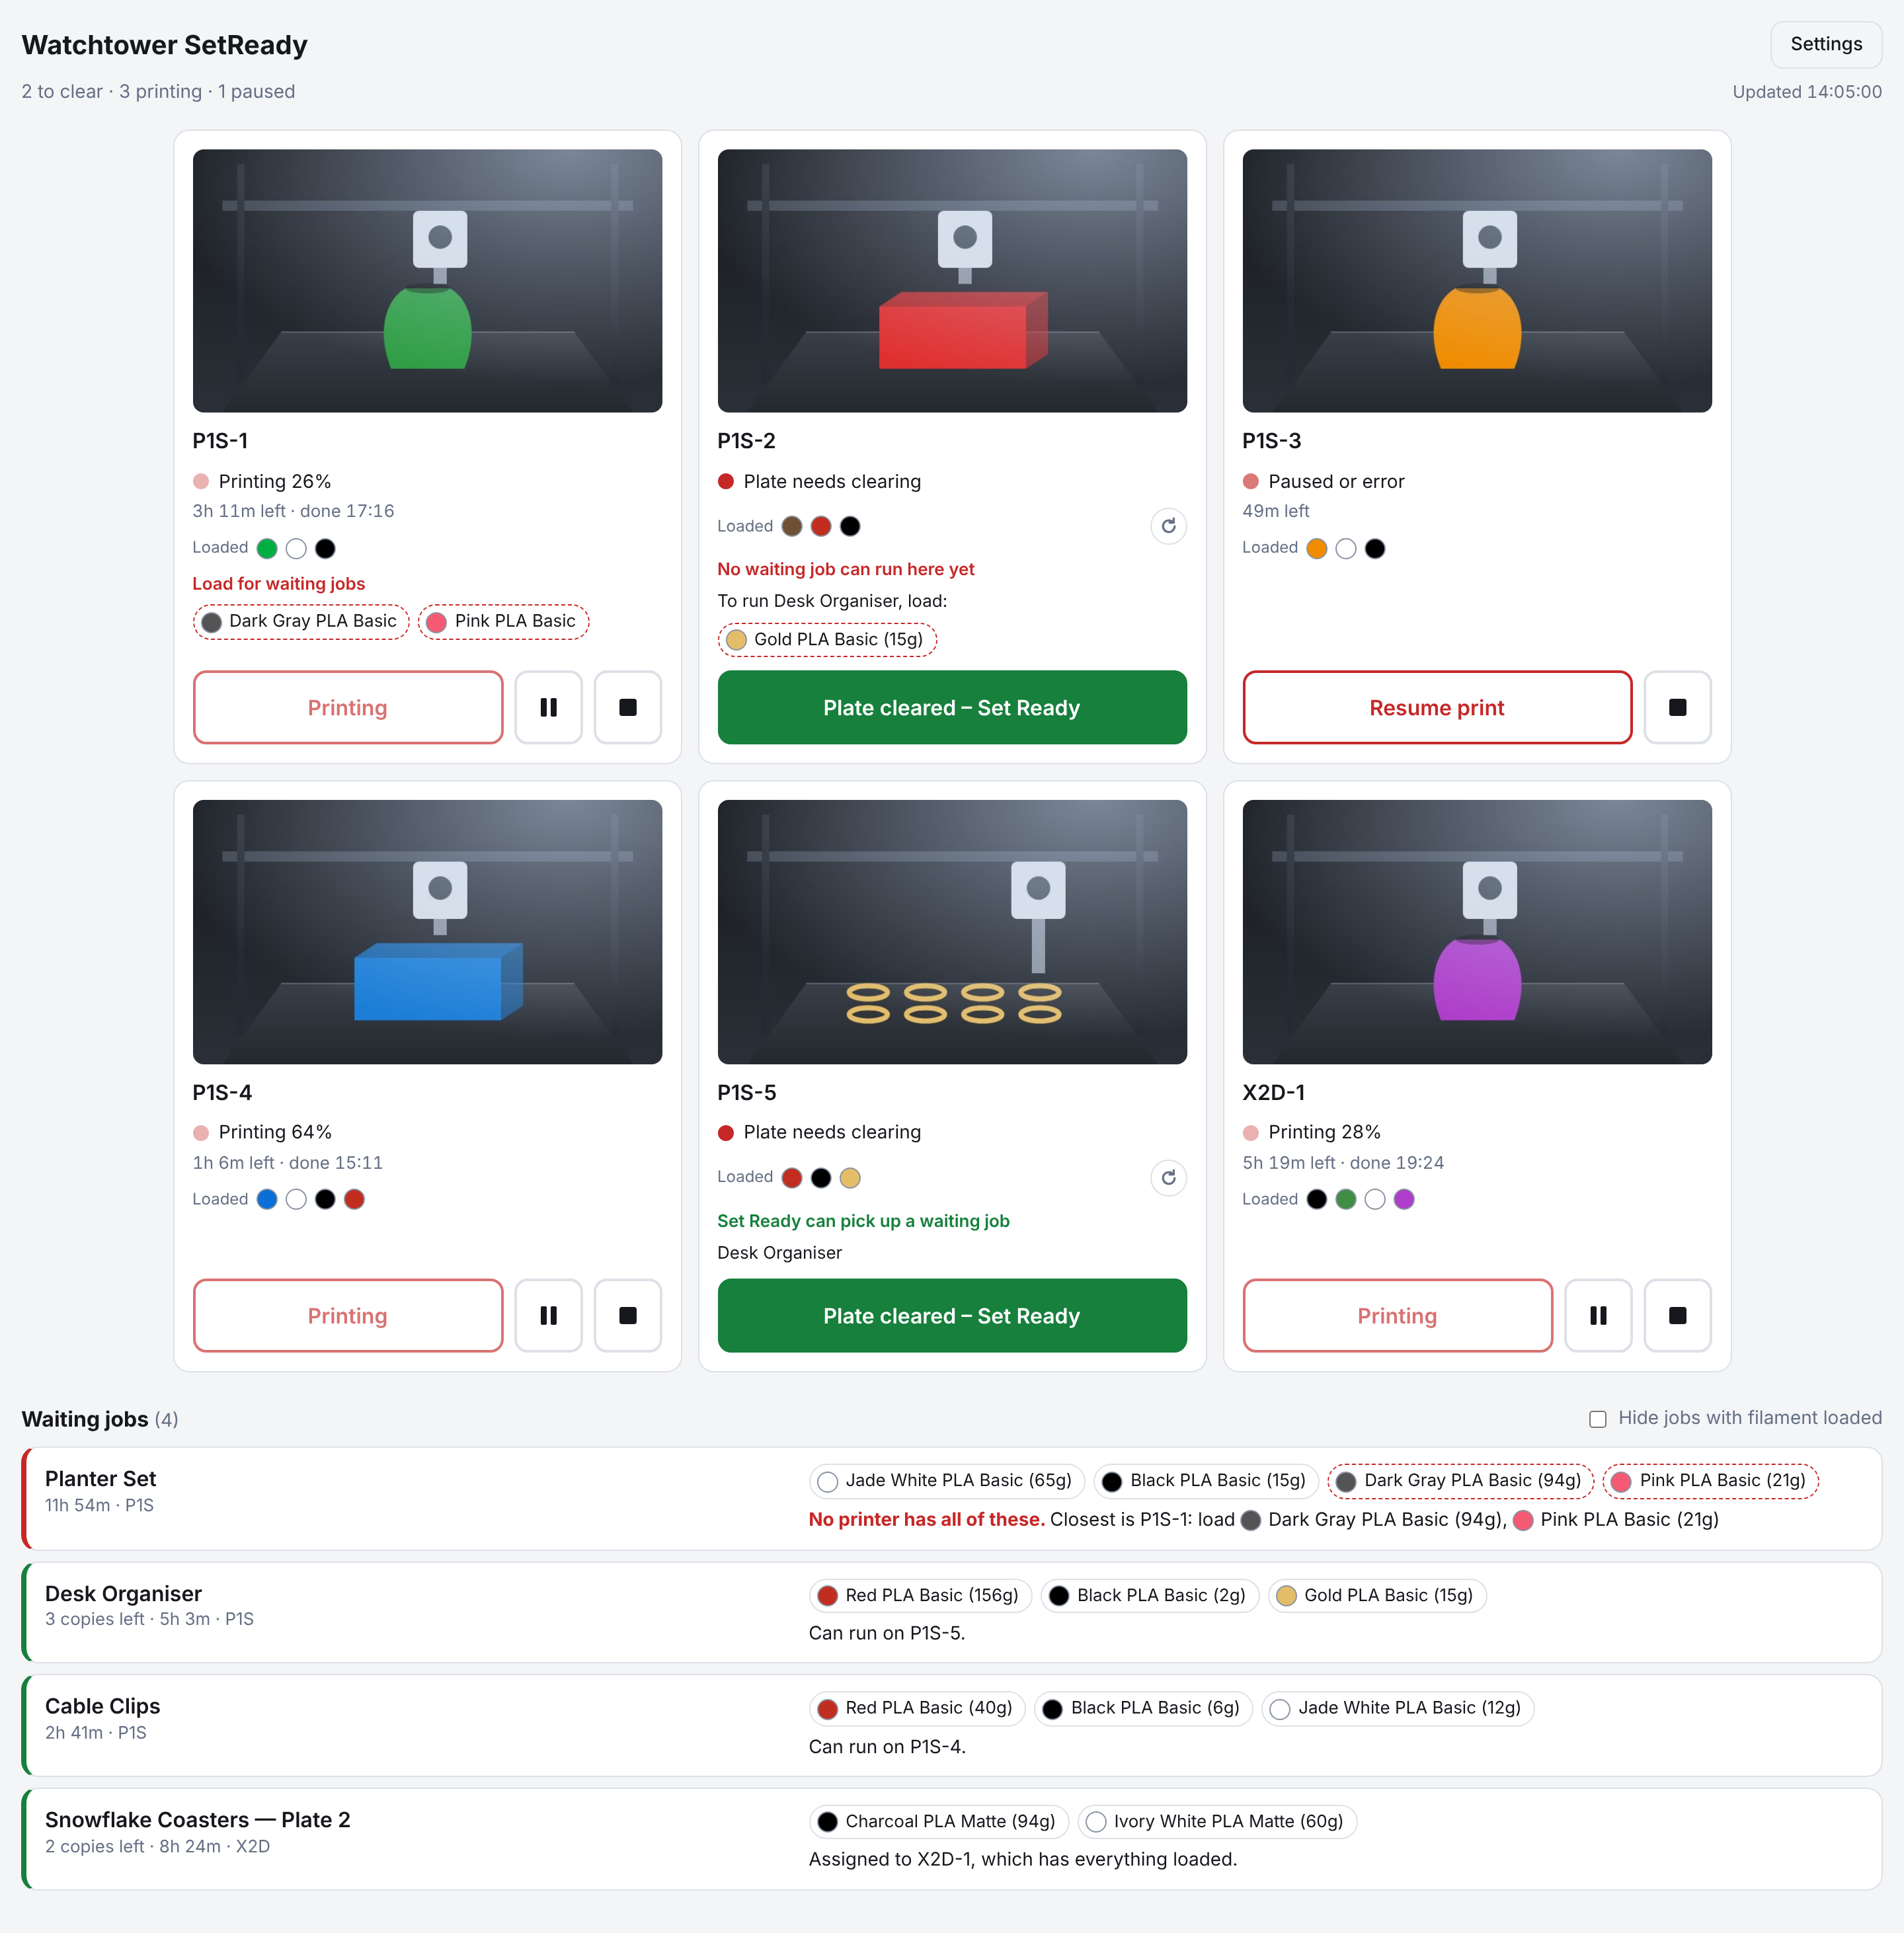 Watchtower SetReady
Settings
2 to clear · 3 printing · 1 paused
Updated 14:05:00
P1S-1
Printing 26%
3h 11m left · done 17:16
Loaded
Load for waiting jobs
Dark Gray PLA Basic
Pink PLA Basic
Printing
P1S-2
Plate needs clearing
Loaded
No waiting job can run here yet
To run Desk Organiser, load:
Gold PLA Basic (15g)
Plate cleared – Set Ready
P1S-3
Paused or error
49m left
Loaded
Resume print
P1S-4
Printing 64%
1h 6m left · done 15:11
Loaded
Printing
P1S-5
Plate needs clearing
Loaded
Set Ready can pick up a waiting job
Desk Organiser
Plate cleared – Set Ready
X2D-1
Printing 28%
5h 19m left · done 19:24
Loaded
Printing
Waiting jobs (4)
Hide jobs with filament loaded
Planter Set
11h 54m · P1S
Jade White PLA Basic (65g)
Black PLA Basic (15g)
Dark Gray PLA Basic (94g)
Pink PLA Basic (21g)
No printer has all of these. Closest is P1S-1: load Dark Gray PLA Basic (94g), Pink PLA Basic (21g)
Desk Organiser
3 copies left · 5h 3m · P1S
Red PLA Basic (156g)
Black PLA Basic (2g)
Gold PLA Basic (15g)
Can run on P1S-5.
Cable Clips
2h 41m · P1S
Red PLA Basic (40g)
Black PLA Basic (6g)
Jade White PLA Basic (12g)
Can run on P1S-4.
Snowflake Coasters — Plate 2
2 copies left · 8h 24m · X2D
Charcoal PLA Matte (94g)
Ivory White PLA Matte (60g)
Assigned to X2D-1, which has everything loaded.